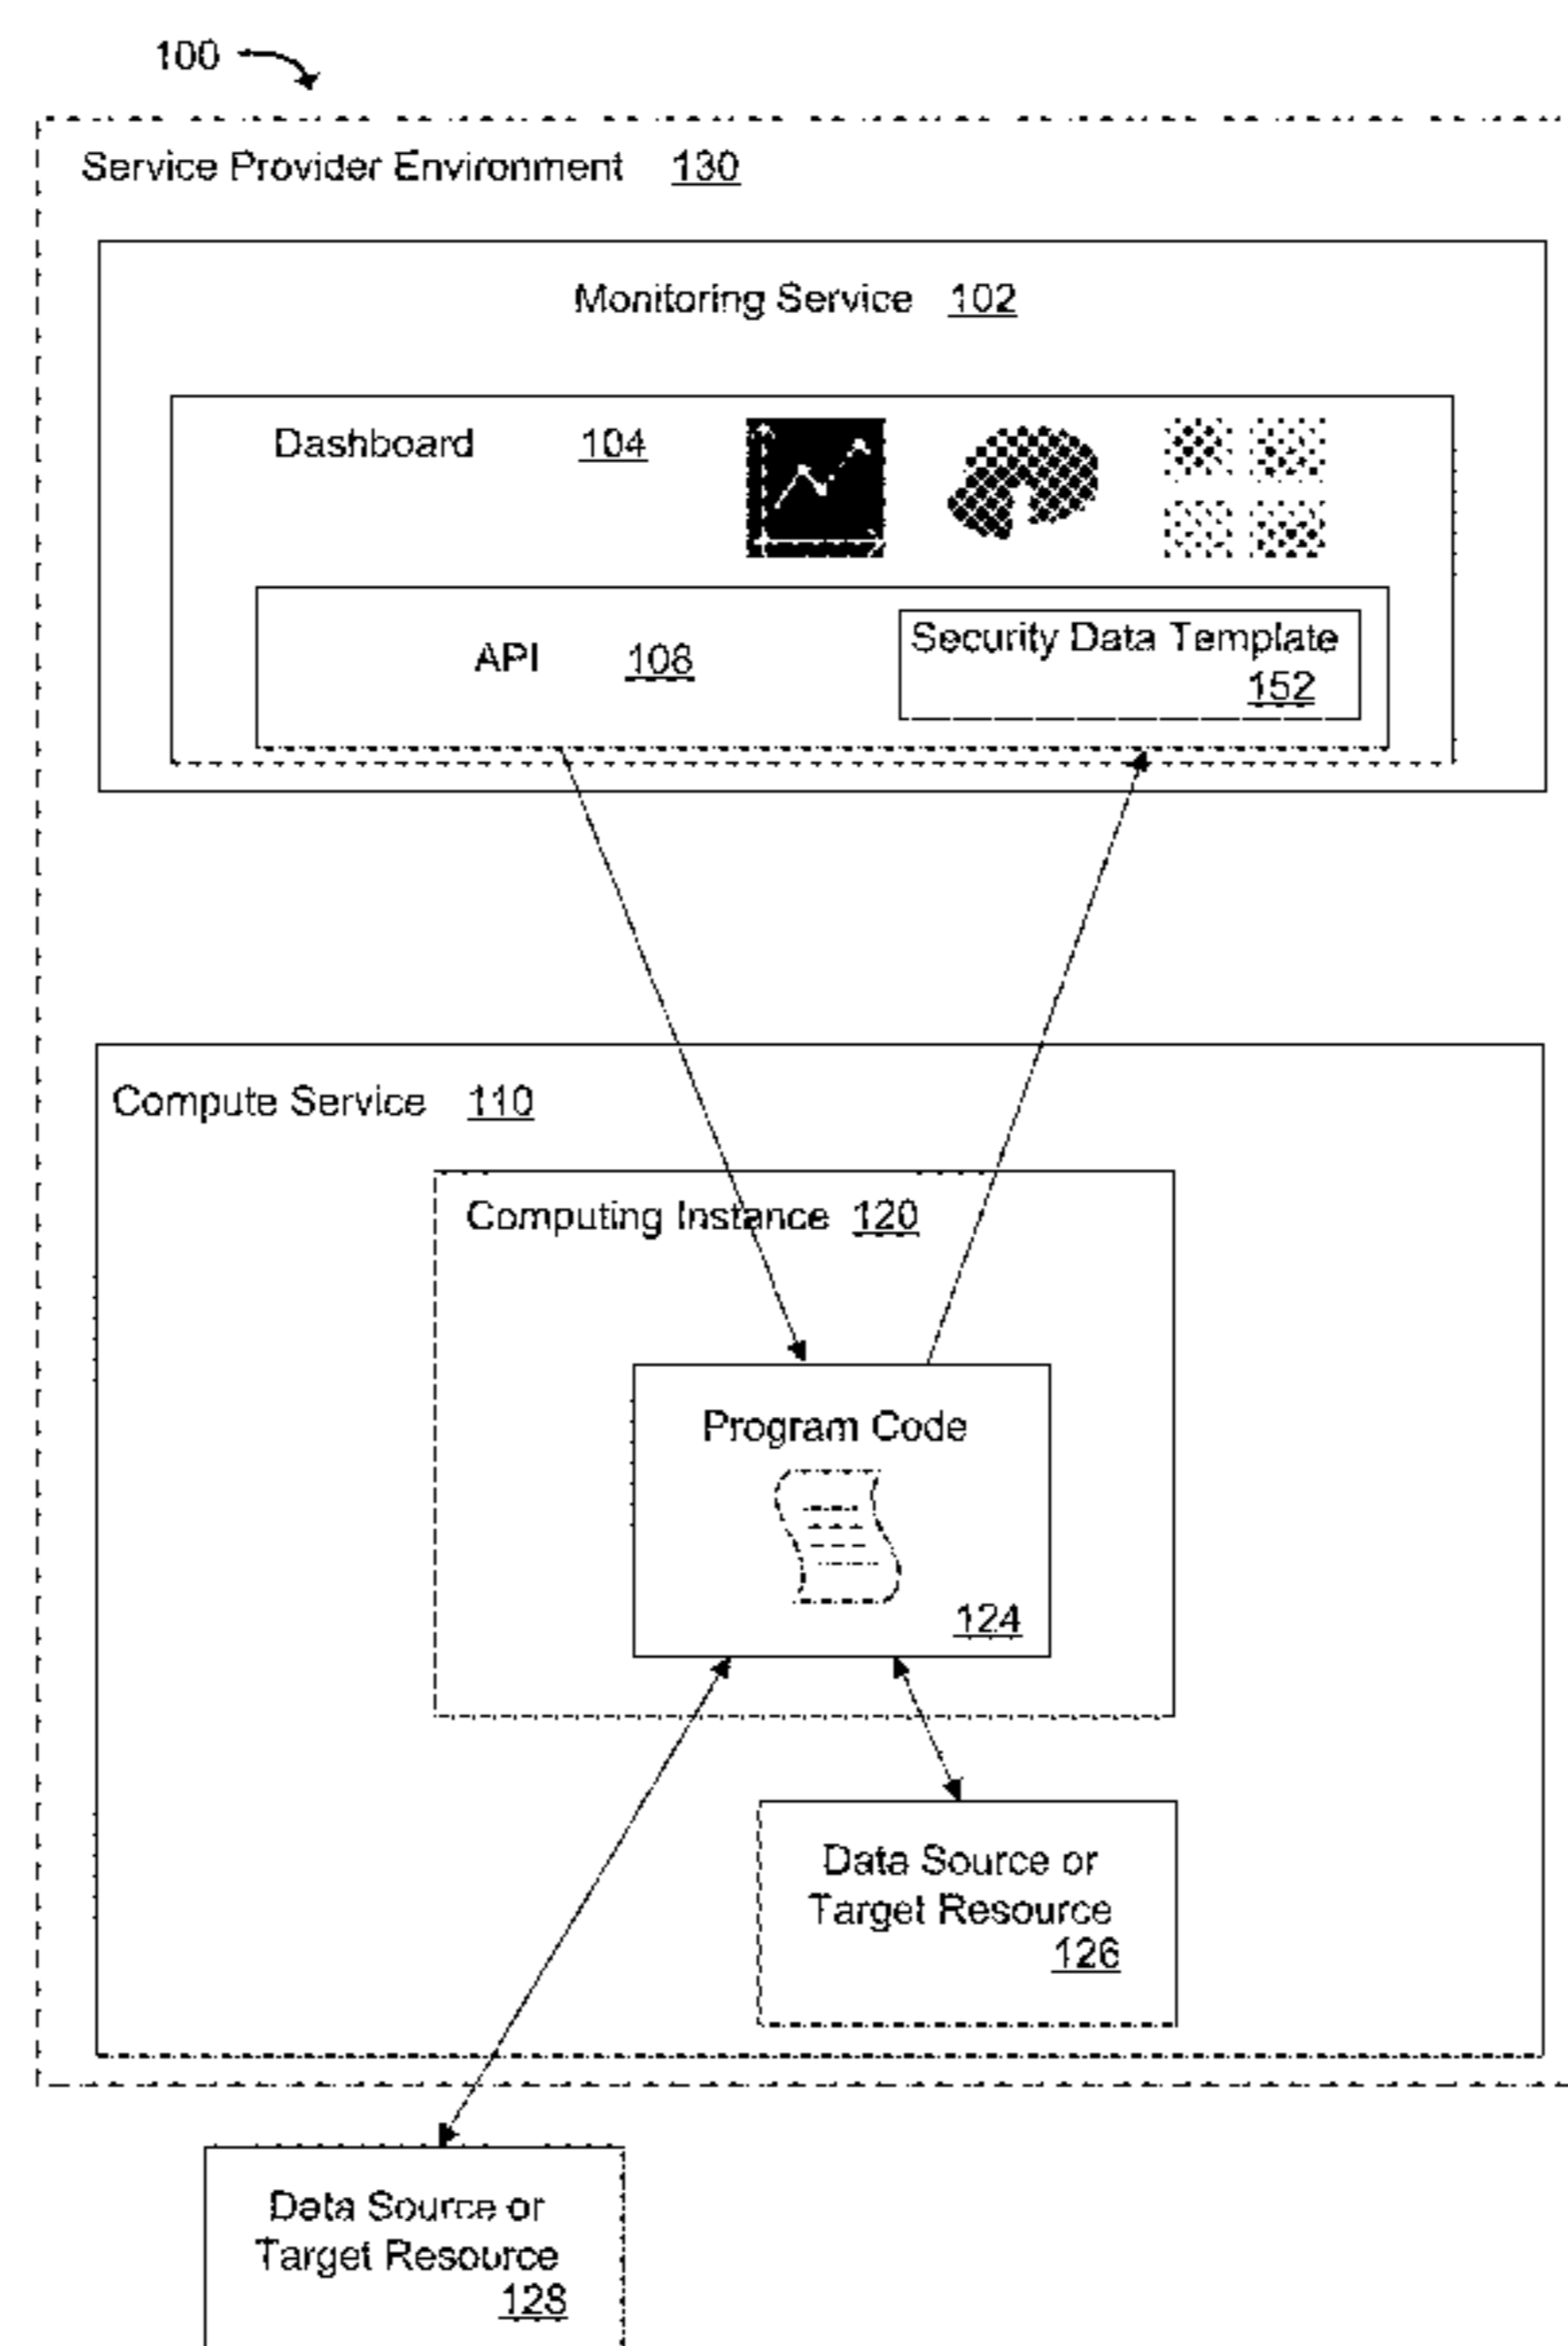 100
Service Provider Environment 130
Monitoring Service 102
Dashboard 104
API 108
Security Data Template
152
Compute Service 110
Computing Instance 120
Program Code
124
Data Source or
Target Resource
126
Data Source or
Target Resource
128